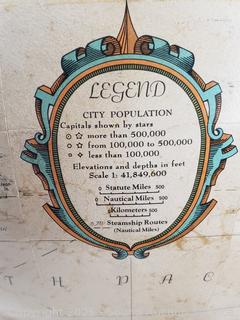 LEGEND
CITY POPULATION
Capitals shown by stars
more than 500,000
from 100,000 to 500,000
less than 100,000
Elevations and depths in feet
Scale 1: 41,849,600
0 Statute Miles 500
0 Nautical Miles 500
0 Kilometers 500
Steamship Routes
(Nautical Miles)
T H P A C